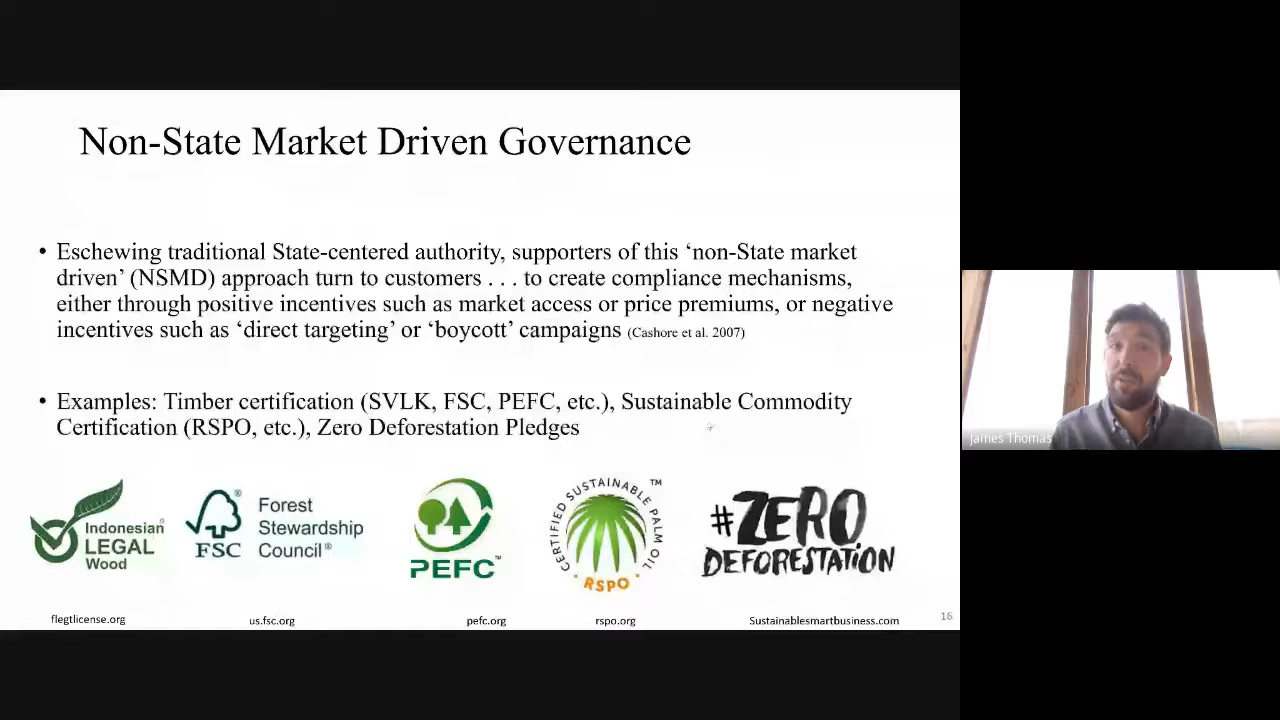 Non-State Market Driven Governance
• Eschewing traditional State-centered authority, supporters of this ‘non-State market
driven’ (NSMD) approach turn to customers . . . to create compliance mechanisms,
either through positive incentives such as market access or price premiums, or negative
incentives such as ‘direct targeting’ or ‘boycott’ campaigns (Cashore et al. 2007)
• Examples: Timber certification (SVLK, FSC, PEFC, etc.), Sustainable Commodity
Certification (RSPO, etc.), Zero Deforestation Pledges
Indonesian®
LEGAL
Wood
®
FSC
Forest
Stewardship
Council®
PEFC™
CERTIFIED SUSTAINABLE PALM OIL™
RSPO
#ZERO
DEFORESTATION
flegtlicense.org
us.fsc.org
pefc.org
rspo.org
Sustainablesmartbusiness.com
16
James Thomas